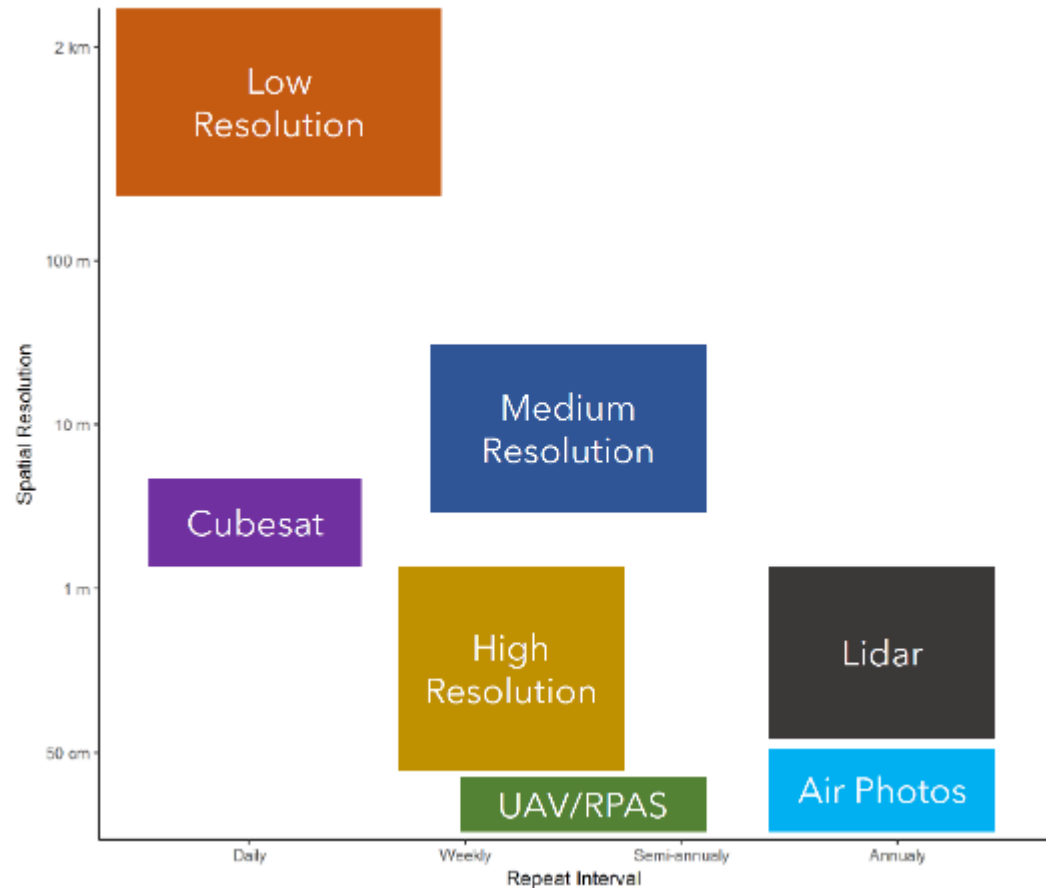 2 km
Low
Resolution
100 m
Spatial Resolution
Medium
Resolution
10 m
Cubesat
1 m
High
Resolution
Lidar
50 cm
UAV/RPAS
Air Photos
Daily
Weekly
Semi-annualy
Annualy
Repeat Interval